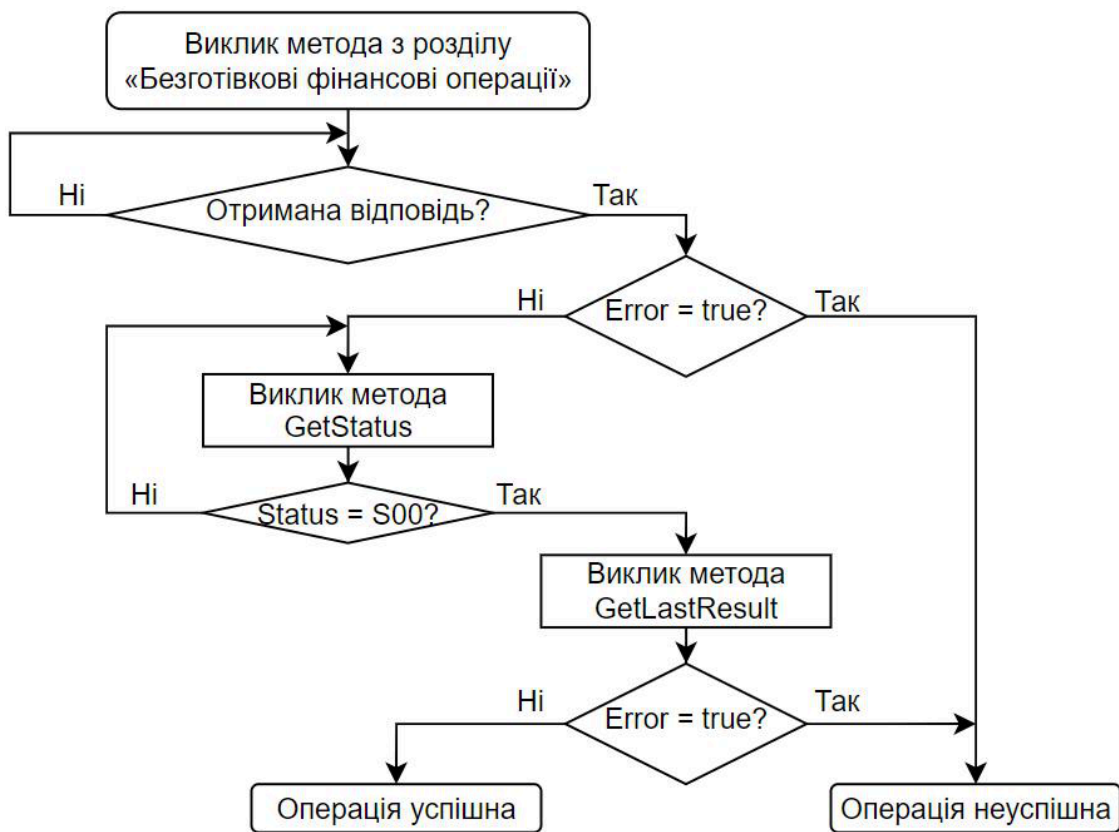 Виклик метода з розділу
«Безготівкові фінансові операції»
Ні
Отримана відповідь?
Так
Ні
Error = true?
Так
Виклик метода
GetStatus
Ні
Status = S00?
Так
Виклик метода
GetLastResult
Ні
Error = true?
Так
Операція успішна
Операція неуспішна